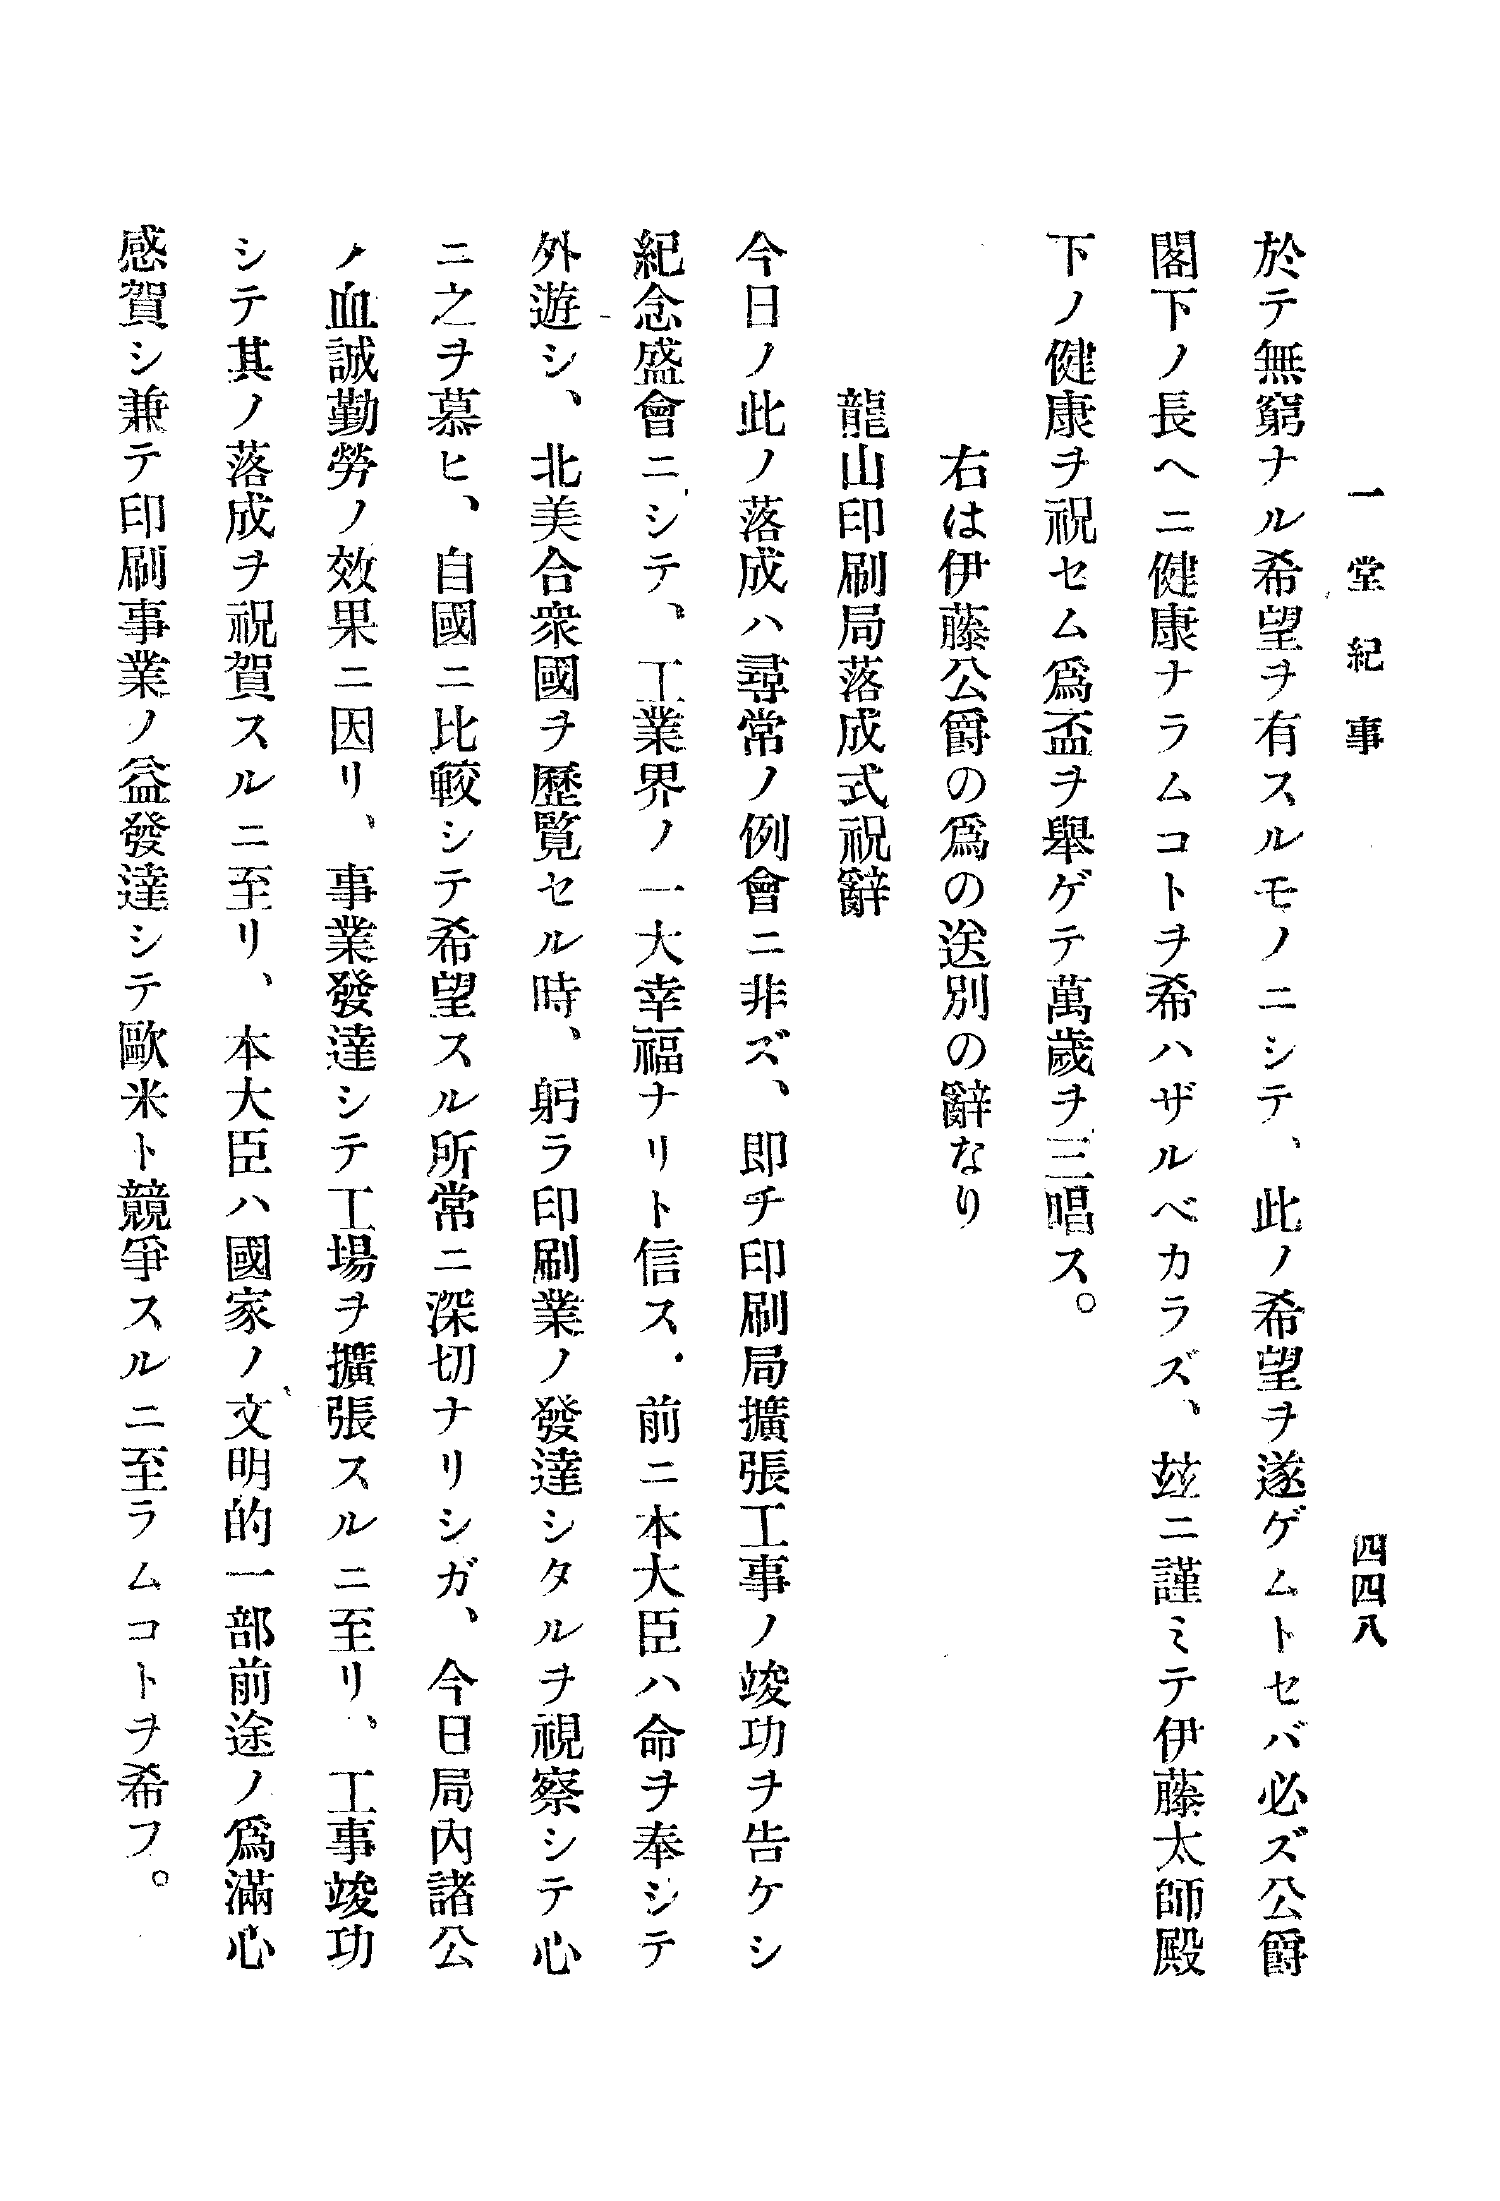 一堂紀事
四四八
於テ無窮ナル希望ヲ有スルモノニシテ、此ノ希望ヲ遂ゲムトセバ必ズ公爵
閣下ノ長ヘニ健康ナラムコトヲ希ハザルベカラズ、玆ニ謹ミテ伊藤太師殿
下ノ健康ヲ祝セム爲盃ヲ擧ゲテ萬歲ヲ三唱ス。
右は伊藤公爵の爲の送別の辭なり
龍山印刷局落成式祝辭
今日ノ此ノ落成ハ尋常ノ例會ニ非ズ、卽チ印刷局擴張工事ノ竣功ヲ告ケシ
紀念盛會ニシテ、工業界ノ一大幸福ナリト信ス、前ニ本大臣ハ命ヲ奉シテ
外遊シ、北美合衆國ヲ歷覽セル時、躬ラ印刷業ノ發達シタルヲ視察シテ心
ニ之ヲ慕ヒ、自國ニ比較シテ希望スル所常ニ深切ナリシガ、今日局內諸公
ノ血誠勤勞ノ效果ニ因リ、事業發達シテ工場ヲ擴張スルニ至リ、工事竣功
シテ其ノ落成ヲ祝賀スルニ至リ、本大臣ハ國家ノ文明的一部前途ノ爲滿心
感賀シ兼テ印刷事業ノ益發達シテ歐米ト競爭スルニ至ラムコトヲ希フ。